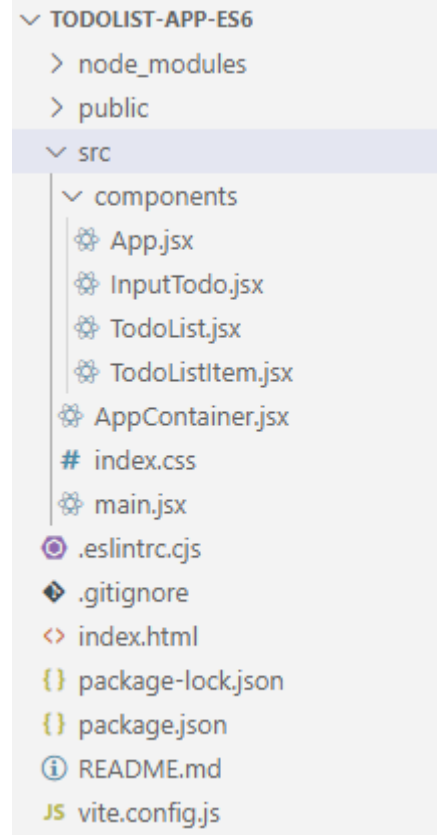 TODOLIST-APP-ES6
node_modules
public
src
components
App.jsx
InputTodo.jsx
TodoList.jsx
TodoListItem.jsx
AppContainer.jsx
# index.css
main.jsx
.eslintrc.cjs
.gitignore
<> index.html
{} package-lock.json
{} package.json
README.md
JS vite.config.js